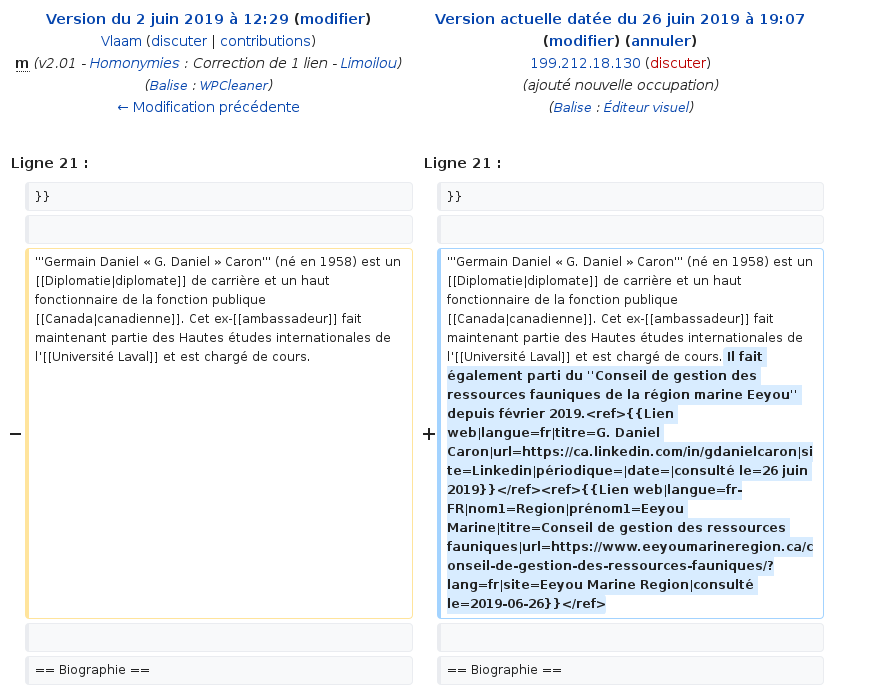 Version du 2 juin 2019 à 12:29 (modifier)
Vlaam (discuter | contributions)
m (v2.01 - Homonymies : Correction de 1 lien - Limoilou)
(Balise : WPCleaner)
← Modification précédente
Version actuelle datée du 26 juin 2019 à 19:07
(modifier) (annuler)
199.212.18.130 (discuter)
(ajouté nouvelle occupation)
(Balise : Éditeur visuel)
Ligne 21 :
Ligne 21 :
}}
}}
−
'''Germain Daniel « G. Daniel » Caron''' (né en 1958) est un
[[Diplomatie|diplomate]] de carrière et un haut
fonctionnaire de la fonction publique
[[Canada|canadienne]]. Cet ex-[[ambassadeur]] fait
maintenant partie des Hautes études internationales de
l'[[Université Laval]] et est chargé de cours.
+
'''Germain Daniel « G. Daniel » Caron''' (né en 1958) est un
[[Diplomatie|diplomate]] de carrière et un haut
fonctionnaire de la fonction publique
[[Canada|canadienne]]. Cet ex-[[ambassadeur]] fait
maintenant partie des Hautes études internationales de
l'[[Université Laval]] et est chargé de cours. Il fait
également parti du ''Conseil de gestion des
ressources fauniques de la région marine Eeyou''
depuis février 2019.<ref>{{Lien
web|langue=fr|titre=G. Daniel
Caron|url=https://ca.linkedin.com/in/gdanielcaron|si
te=Linkedin|périodique=|date=|consulté le=26 juin
2019}}</ref><ref>{{Lien web|langue=fr-
FR|nom1=Region|prénom1=Eeyou
Marine|titre=Conseil de gestion des ressources
fauniques|url=https://www.eeyoumarineregion.ca/c
onseil-de-gestion-des-ressources-fauniques/?
lang=fr|site=Eeyou Marine Region|consulté
le=2019-06-26}}</ref>
== Biographie ==
== Biographie ==